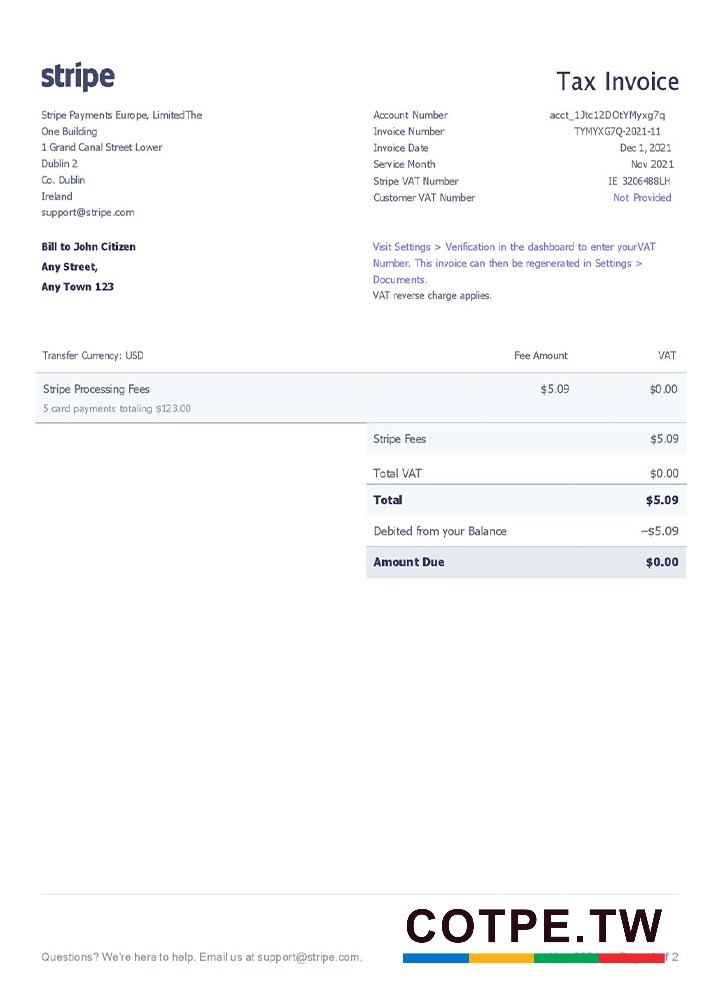 stripe
Tax Invoice
Stripe Payments Europe, LimitedThe
One Building
1 Grand Canal Street Lower
Dublin 2
Co. Dublin
Ireland
support@stripe.com
Account Number acct_1Jtc12DOtYMyxg7q
Invoice Number TYMYXG7Q-2021-11
Invoice Date Dec 1, 2021
Service Month Nov 2021
Stripe VAT Number IE 3206488LH
Customer VAT Number Not Provided
Bill to John Citizen
Any Street,
Any Town 123
Visit Settings > Verification in the dashboard to enter yourVAT
Number. This invoice can then be regenerated in Settings >
Documents.
VAT reverse charge applies.
Transfer Currency: USD Fee Amount VAT
Stripe Processing Fees $5.09 $0.00
5 card payments totaling $123.00
Stripe Fees $5.09
Total VAT $0.00
Total $5.09
Debited from your Balance −$5.09
Amount Due $0.00
COTPE.TW
Questions? We're here to help. Email us at support@stripe.com. of 2